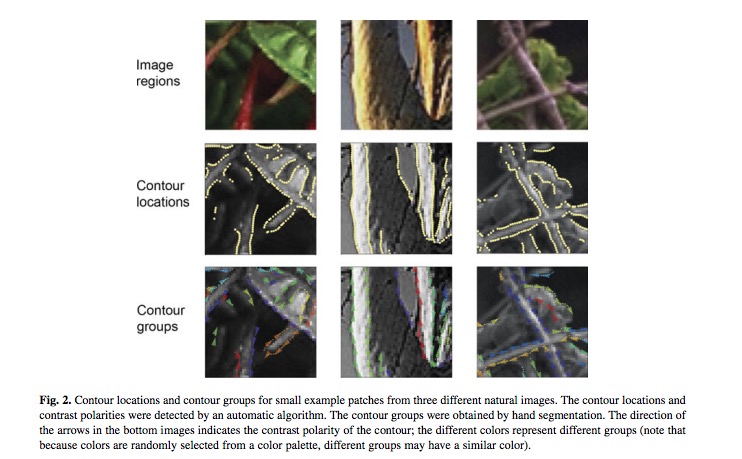 Image
regions
Contour
locations
Contour
groups
Fig. 2. Contour locations and contour groups for small example patches from three different natural images. The contour locations and
contrast polarities were detected by an automatic algorithm. The contour groups were obtained by hand segmentation. The direction of
the arrows in the bottom images indicates the contrast polarity of the contour; the different colors represent different groups (note that
because colors are randomly selected from a color palette, different groups may have a similar color).